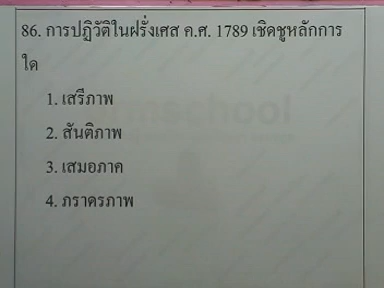 86. การปฏิวัติในฝรั่งเศส ค.ศ. 1789 เชิดชูหลักการ
ใด
1. เสรีภาพ
2. สันติภาพ
3. เสมอภาค
4. ภราดรภาพ